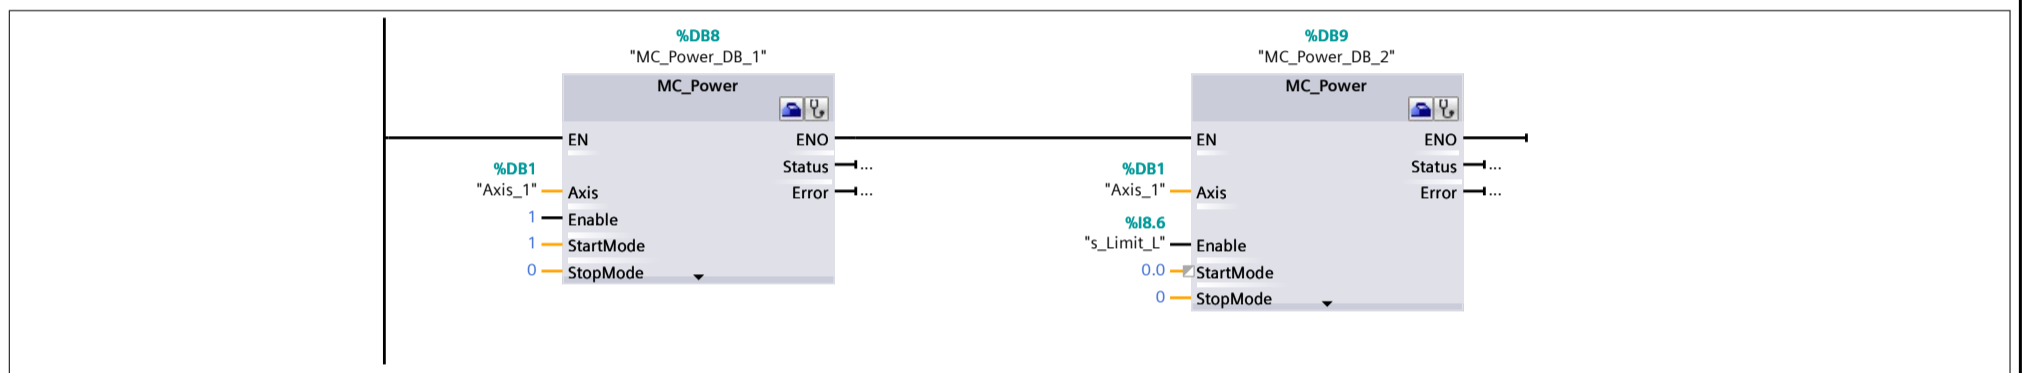 %DB8
"MC_Power_DB_1"
MC_Power
EN ENO
Status ...
%DB1
"Axis_1" Axis Error ...
1 Enable
1 StartMode
0 StopMode
%DB9
"MC_Power_DB_2"
MC_Power
EN ENO
Status ...
%DB1
"Axis_1" Axis Error ...
%I8.6
"s_Limit_L" Enable
0.0 StartMode
0 StopMode